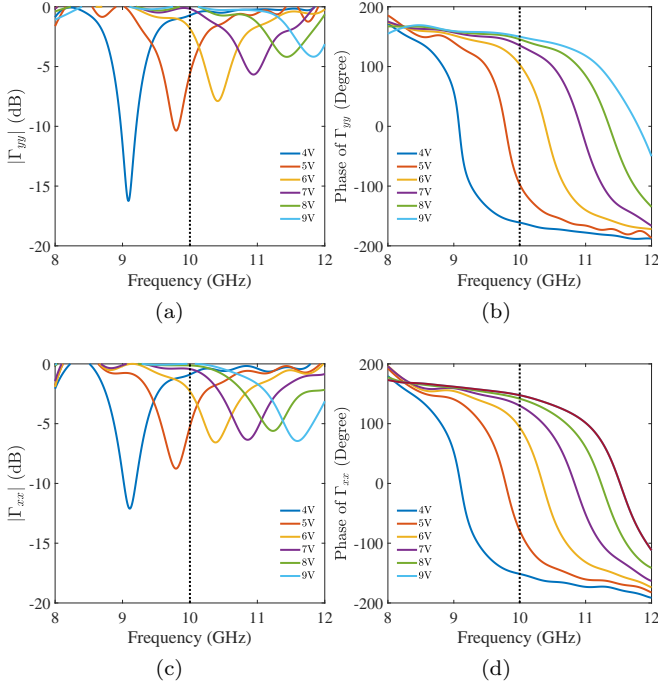 0
-5
-10
-15
-20
|Γyy| (dB)
4V
5V
6V
7V
8V
9V
8 9 10 11 12
Frequency (GHz)
(a)
200
100
0
-100
-200
Phase of Γyy (Degree)
4V
5V
6V
7V
8V
9V
8 9 10 11 12
Frequency (GHz)
(b)
0
-5
-10
-15
-20
|Γxx| (dB)
4V
5V
6V
7V
8V
9V
8 9 10 11 12
Frequency (GHz)
(c)
200
100
0
-100
-200
Phase of Γxx (Degree)
4V
5V
6V
7V
8V
9V
8 9 10 11 12
Frequency (GHz)
(d)